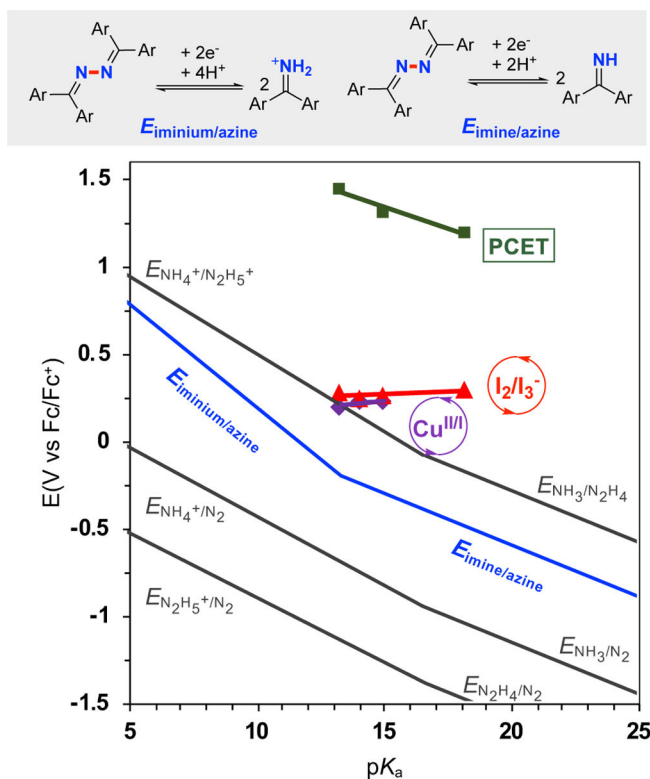 Ar
Ar
N
N
Ar
Ar
+ 2e⁻
+ 4H⁺
2
⁺NH₂
Ar
Ar
E_iminium/azine
Ar
Ar
N
N
Ar
Ar
+ 2e⁻
+ 2H⁺
2
NH
Ar
Ar
E_imine/azine
E(V vs Fc/Fc⁺)
1.5
1
0.5
0
-0.5
-1
-1.5
PCET
E_NH₄⁺/N₂H₅⁺
E_iminium/azine
I₂/I₃⁻
Cu^II/I
E_NH₄⁺/N₂
E_NH₃/N₂H₄
E_imine/azine
E_N₂H₅⁺/N₂
E_NH₃/N₂
E_N₂H₄/N₂
5
10
15
20
25
pKₐ